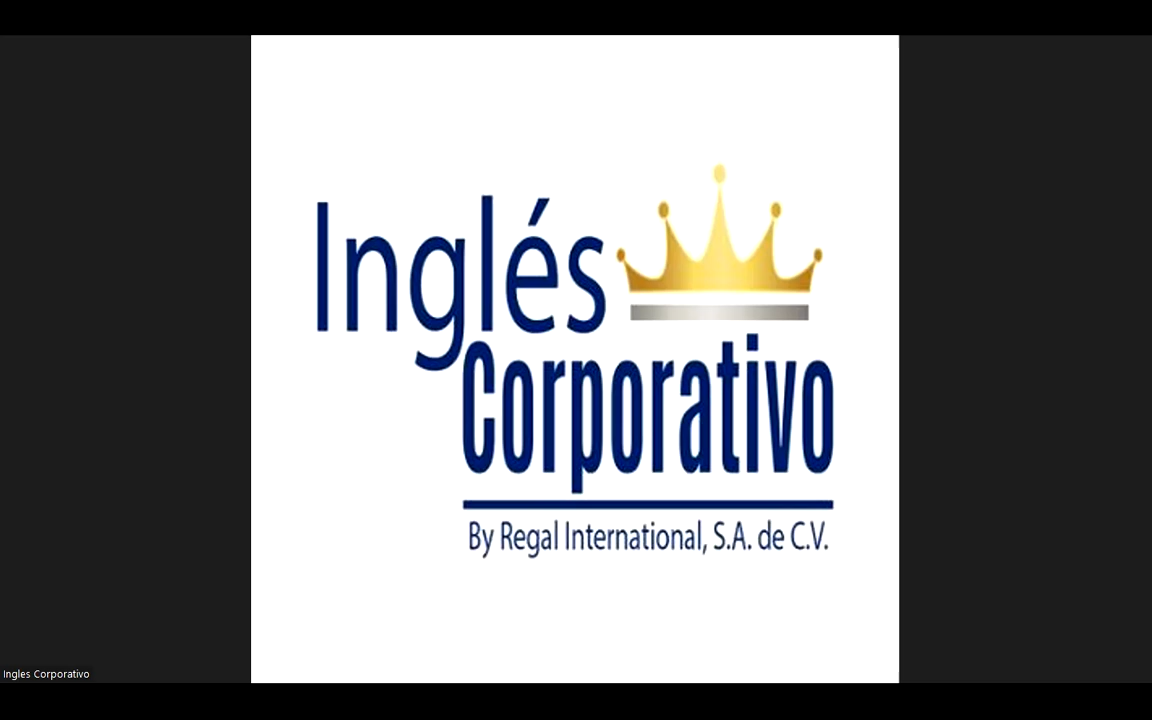 Inglés
Corporativo
By Regal International, S.A. de C.V.
Ingles Corporativo